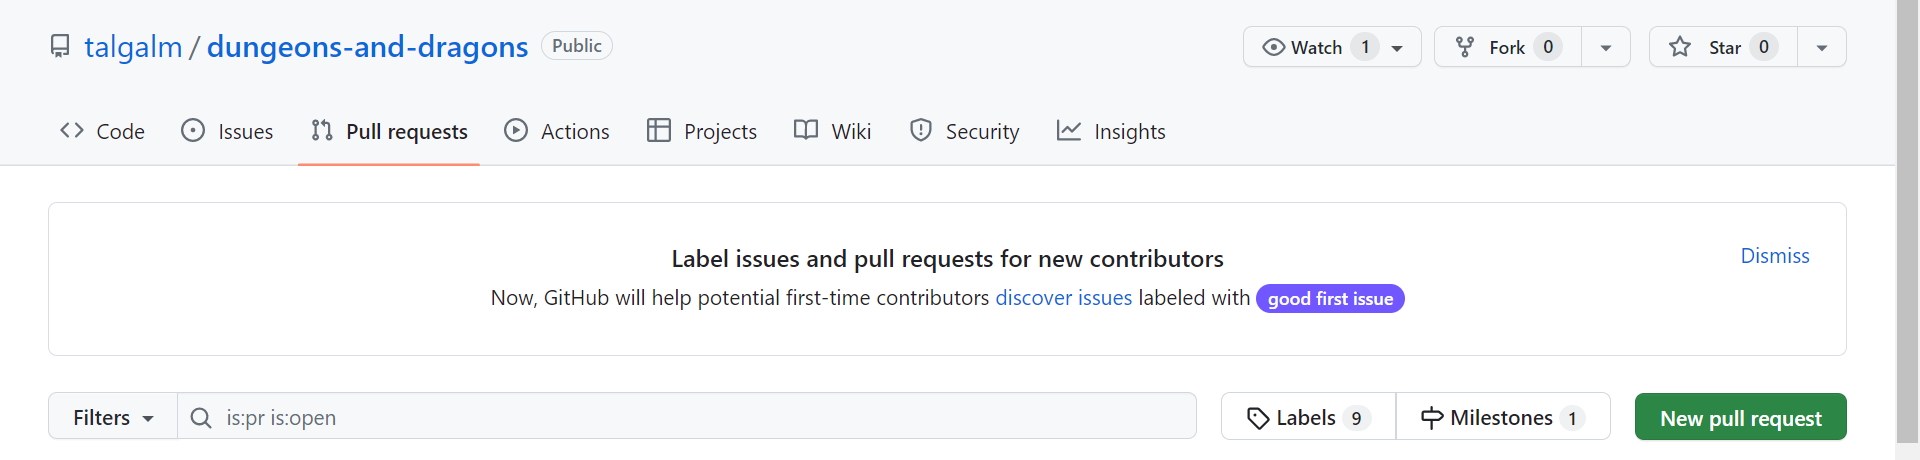 talgalm / dungeons-and-dragons Public Watch 1 Fork 0 Star 0
Code Issues Pull requests Actions Projects Wiki Security Insights
Label issues and pull requests for new contributors Dismiss
Now, GitHub will help potential first-time contributors discover issues labeled with good first issue
Filters is:pr is:open Labels 9 Milestones 1 New pull request